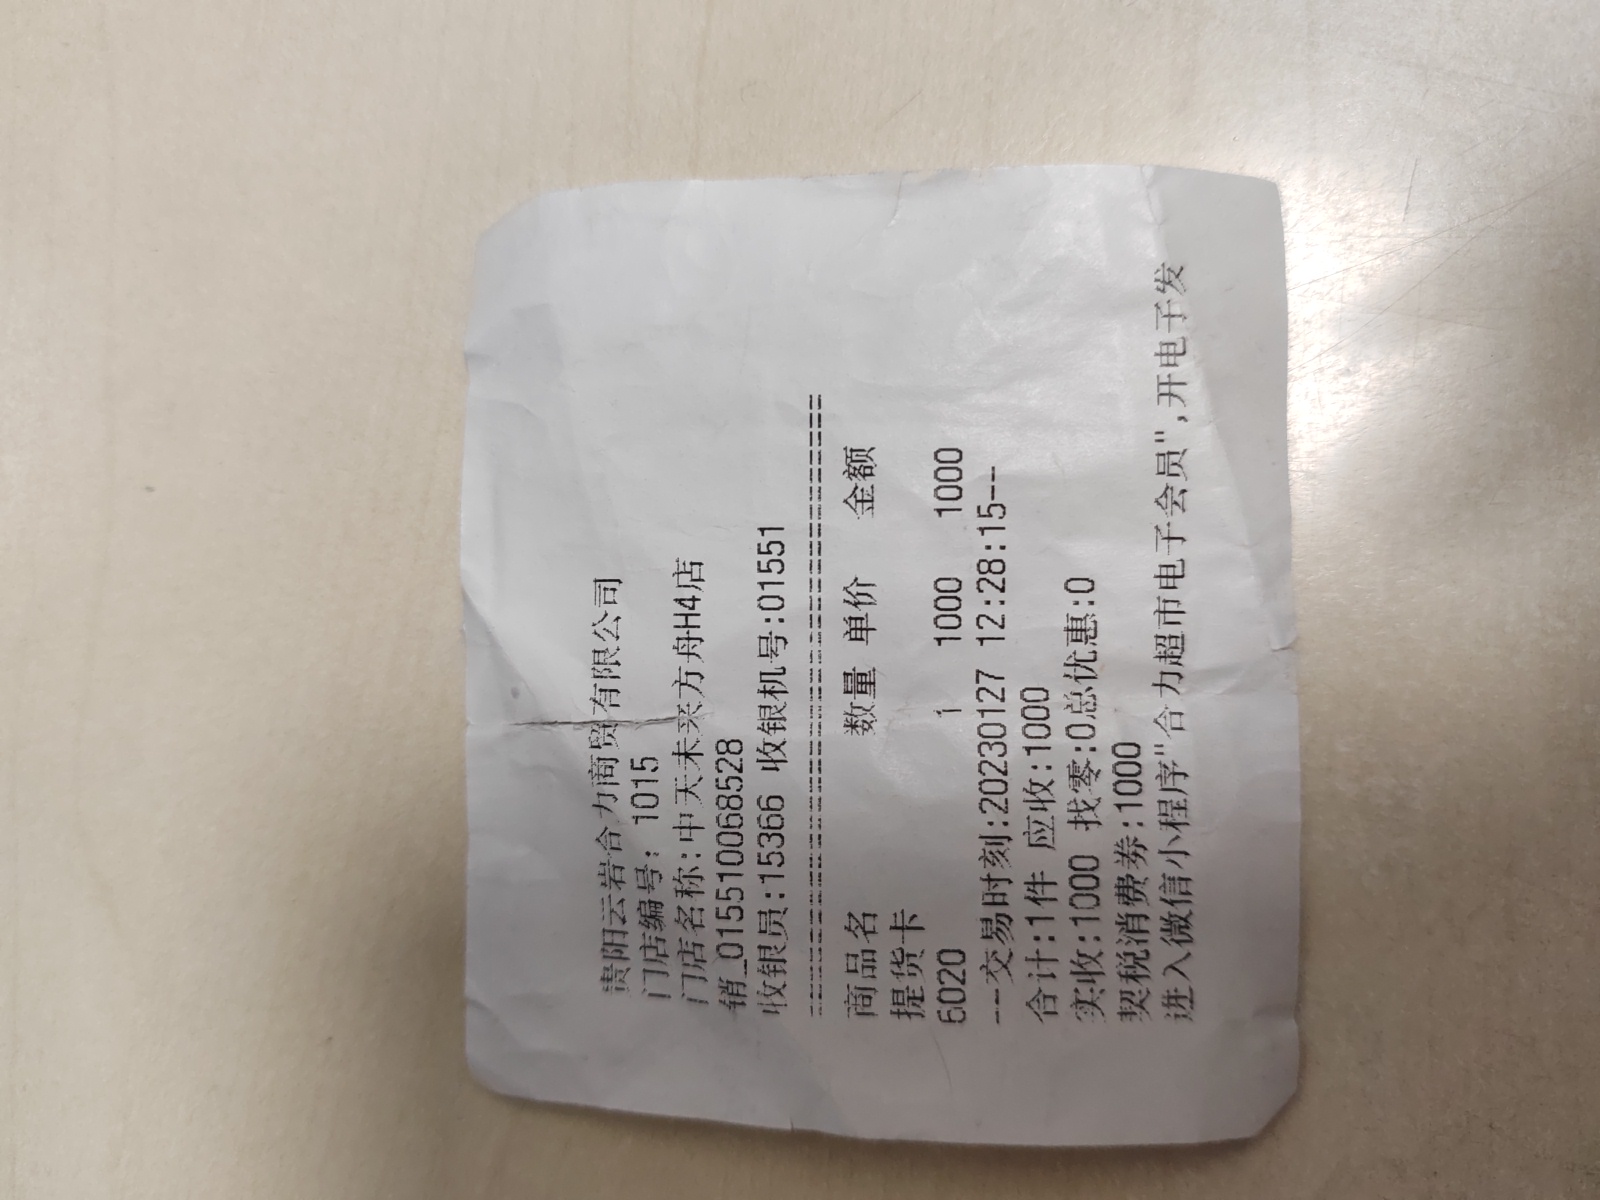 贵阳云岩合力商贸有限公司
门店编号: 1015
门店名称:中天未来方舟H4店
销_015510068528
收银员:15366 收银机号:01551
================================
商品名 数量 单价 金额
提货卡
6020 1 1000 1000
--交易时刻:20230127 12:28:15--
合计:1件 应收:1000
实收:1000 找零:0总优惠:0
契税消费券:1000
进入微信小程序"合力超市电子会员",开电子发